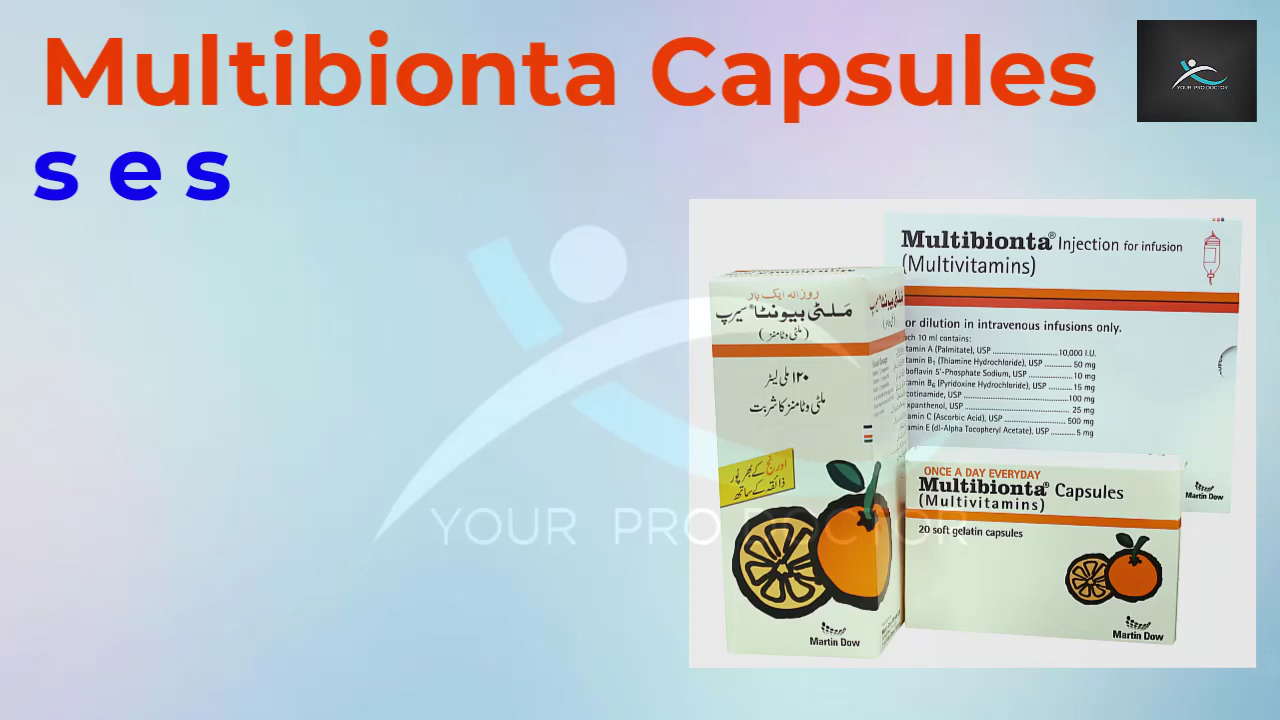 Multibionta Capsules
YOUR PRO.DOCTOR
s e s
Multibionta® Injection for infusion
(Multivitamins)
For dilution in intravenous infusions only.
ach 10 ml contains:
tamin A (Palmitate), USP ..........................10,000 I.U.
tamin B₁ (Thiamine Hydrochloride), USP ................ 50 mg
boflavin 5'-Phosphate Sodium, USP .................. 10 mg
tamin B₆ (Pyridoxine Hydrochloride), USP ............ 15 mg
cotinamide, USP ...........................................100 mg
xpanthenol, USP ........................................... 25 mg
amin C (Ascorbic Acid), USP ............................ 500 mg
amin E (dl-Alpha Tocopheryl Acetate), USP ........... 5 mg
Martin Dow
روزانہ ایک بار
ملٹی بیونٹا® سیرپ
(ملٹی وٹامنز)
۱۲۰ ملی لیٹر
ملٹی وٹامنز کا شربت
اورنج کے بھرپور
ذائقہ کے ساتھ
Martin Dow
ONCE A DAY EVERYDAY
Multibionta® Capsules
(Multivitamins)
20 soft gelatin capsules
Martin Dow
YOUR PRO DOCTOR